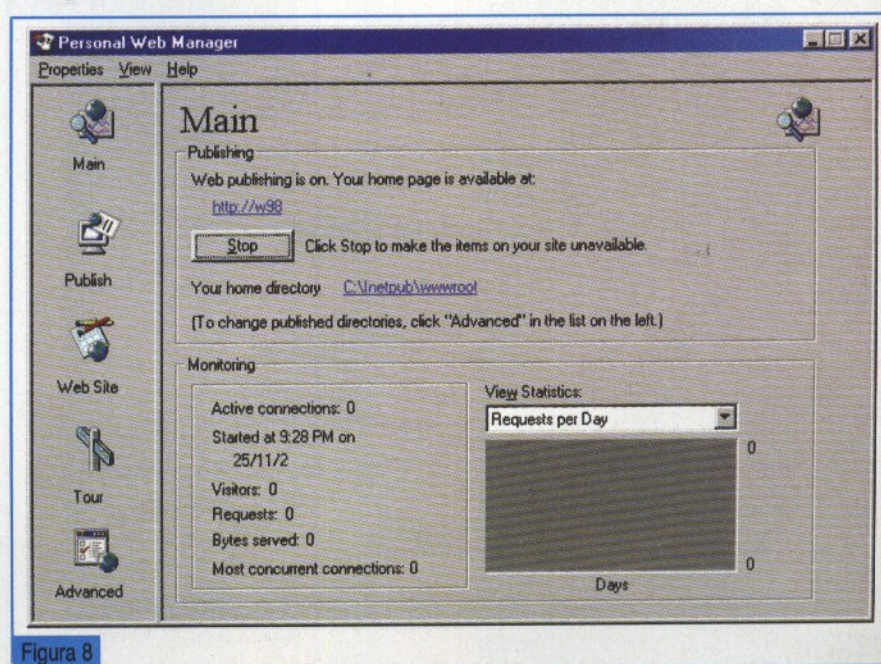 Personal Web Manager
Properties View Help
Main
Publish
Web Site
Tour
Advanced
Main
Publishing
Web publishing is on. Your home page is available at:
http://w98
Stop
Click Stop to make the items on your site unavailable.
Your home directory C:\Inetpub\wwwroot
(To change published directories, click "Advanced" in the list on the left.)
Monitoring
Active connections: 0
Started at 9:28 PM on
25/11/2
Visitors: 0
Requests: 0
Bytes served: 0
Most concurrent connections: 0
View Statistics:
Requests per Day
0
0
Days
Figura 8